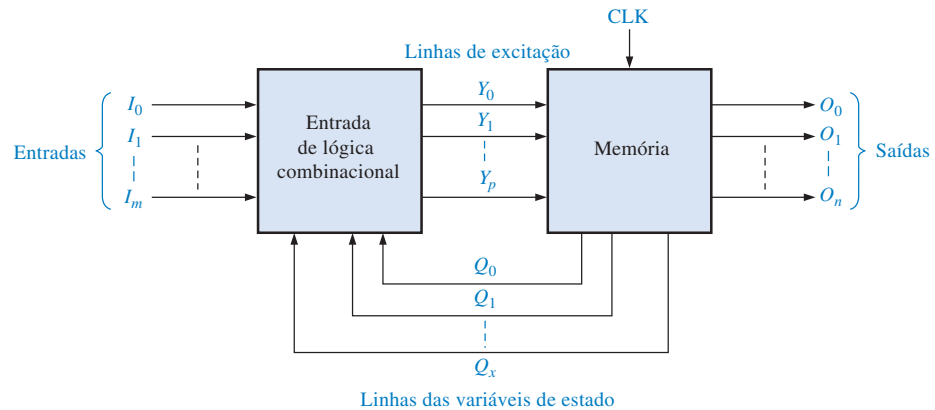 CLK
Linhas de excitação
Entradas
I0
I1
Im
Entrada
de lógica
combinacional
Y0
Y1
Yp
Memória
O0
O1
On
Saídas
Q0
Q1
Qx
Linhas das variáveis de estado